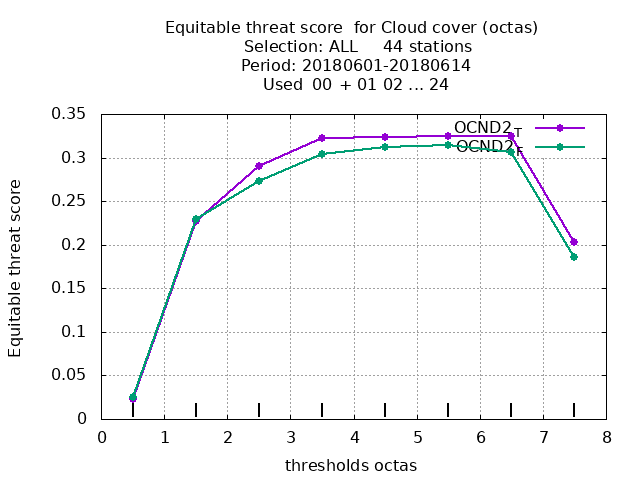 Equitable threat score  for Cloud cover (octas)
Selection: ALL     44 stations
Period: 20180601-20180614
Used  00 + 01 02 ... 24
0.35
0.3
0.25
0.2
0.15
0.1
0.05
0
Equitable threat score
OCND2_T
OCND2_F
0 1 2 3 4 5 6 7 8
thresholds octas